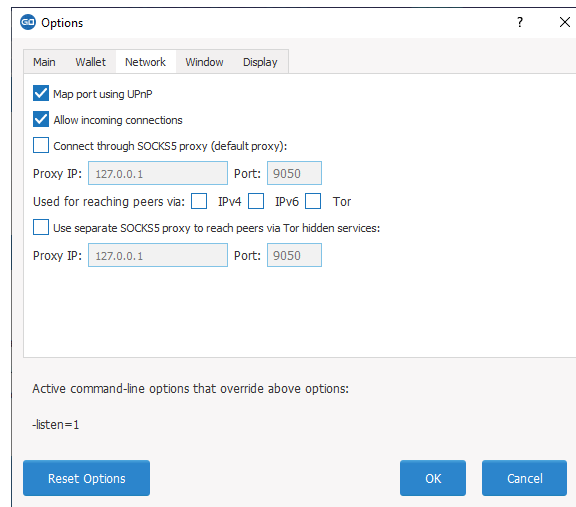 GO Options ? ×
Main Wallet Network Window Display
Map port using UPnP
Allow incoming connections
Connect through SOCKS5 proxy (default proxy):
Proxy IP: 127.0.0.1 Port: 9050
Used for reaching peers via: IPv4 IPv6 Tor
Use separate SOCKS5 proxy to reach peers via Tor hidden services:
Proxy IP: 127.0.0.1 Port: 9050
Active command-line options that override above options:
-listen=1
Reset Options OK Cancel